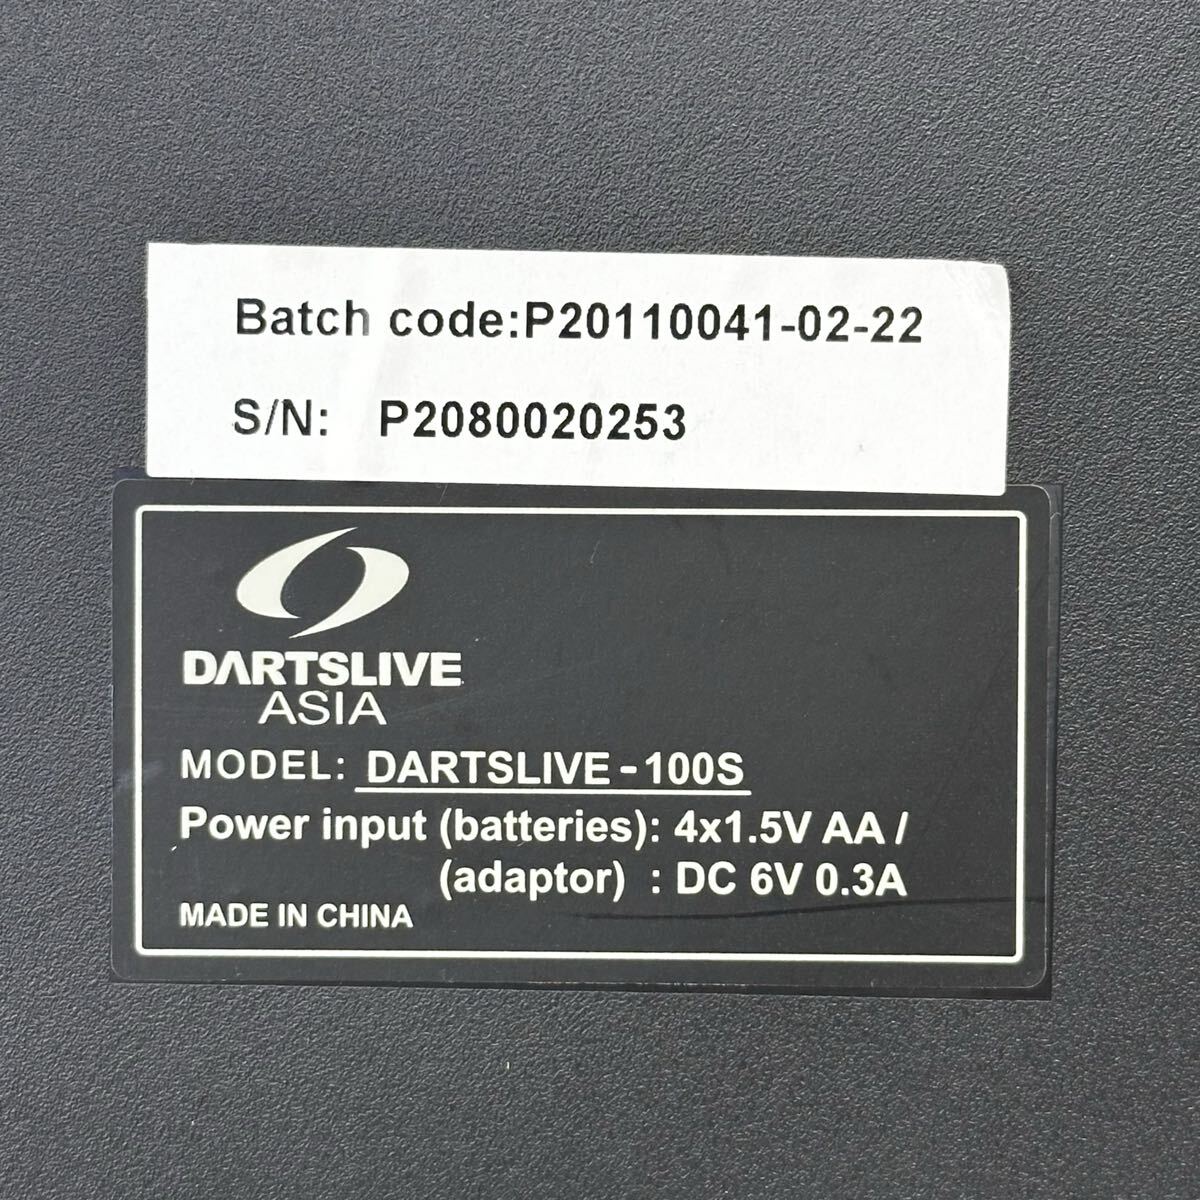 Batch code:P20110041-02-22
S/N: P2080020253
DARTSLIVE
ASIA
MODEL: DARTSLIVE-100S
Power input (batteries): 4x1.5V AA /
(adaptor) : DC 6V 0.3A
MADE IN CHINA